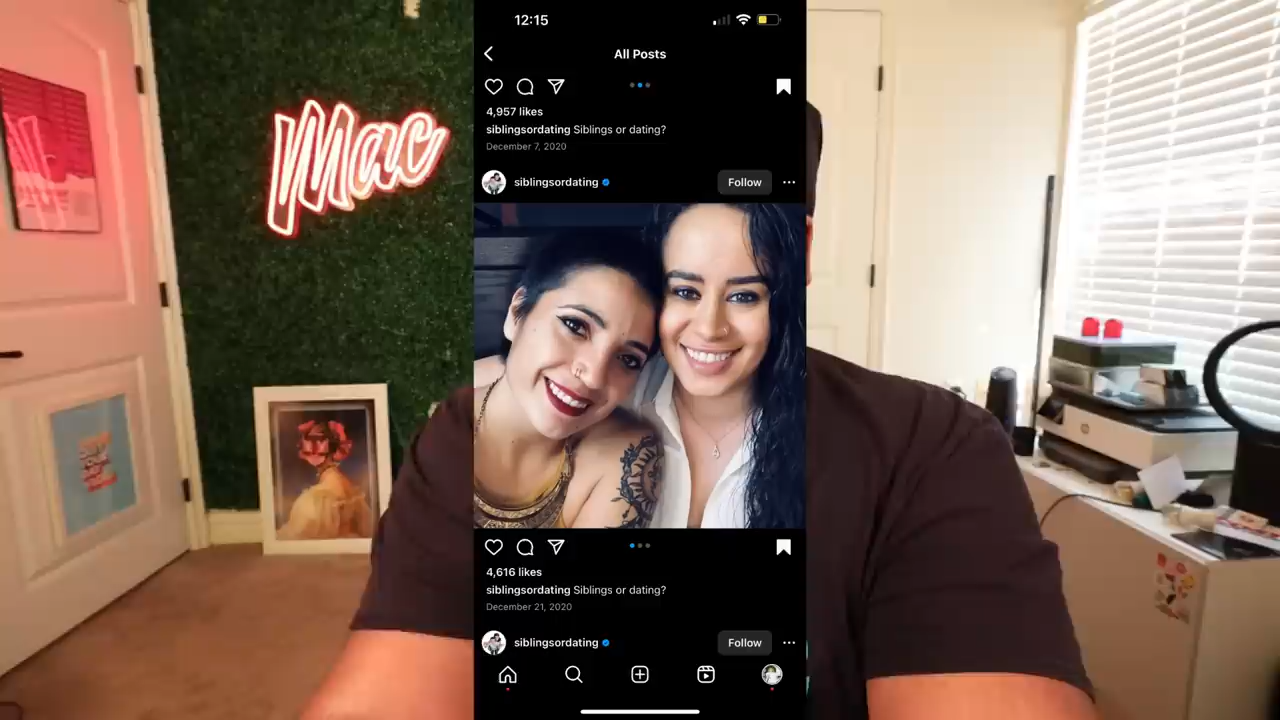 Mac
12:15
All Posts
4,957 likes
siblingsordating Siblings or dating?
December 7, 2020
siblingsordating
Follow
4,616 likes
siblingsordating Siblings or dating?
December 21, 2020
siblingsordating
Follow